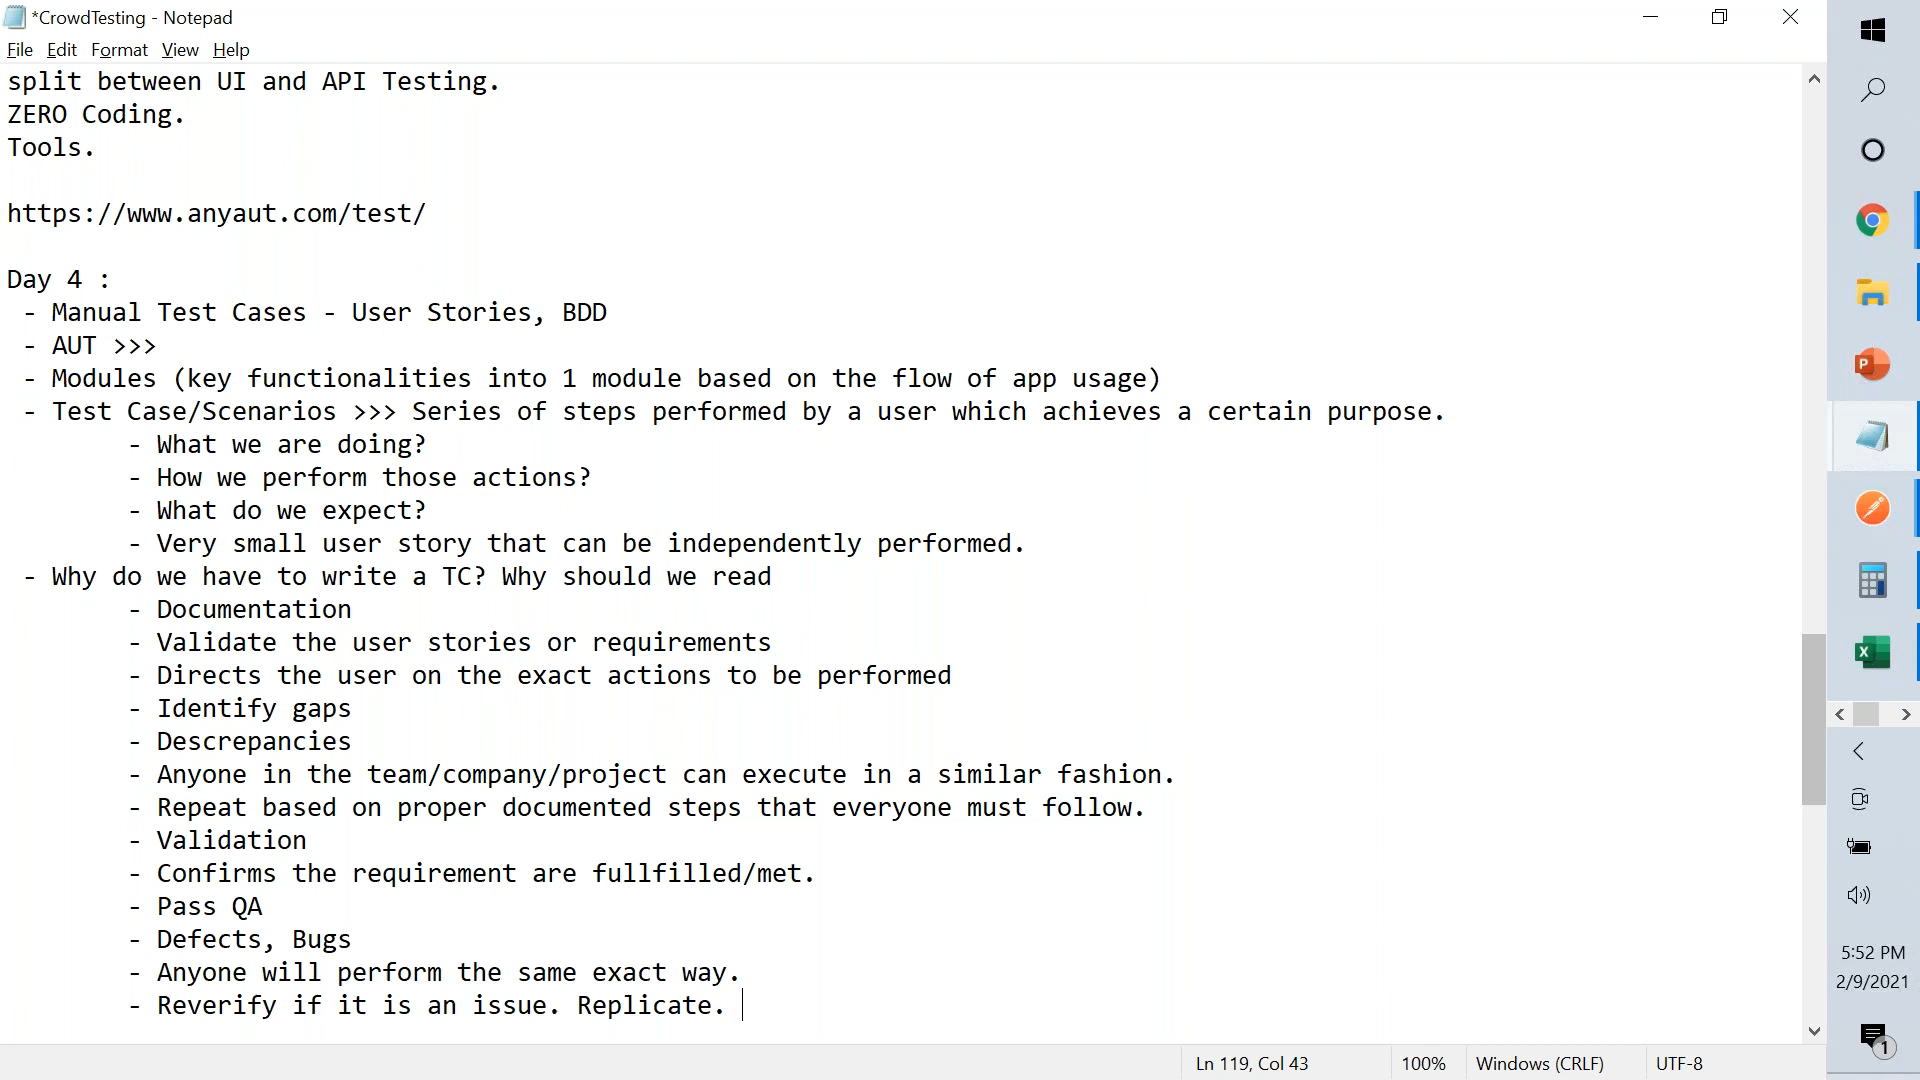 *CrowdTesting - Notepad
File Edit Format View Help
split between UI and API Testing.
ZERO Coding.
Tools.
https://www.anyaut.com/test/
Day 4 :
- Manual Test Cases - User Stories, BDD
- AUT >>>
- Modules (key functionalities into 1 module based on the flow of app usage)
- Test Case/Scenarios >>> Series of steps performed by a user which achieves a certain purpose.
- What we are doing?
- How we perform those actions?
- What do we expect?
- Very small user story that can be independently performed.
- Why do we have to write a TC? Why should we read
- Documentation
- Validate the user stories or requirements
- Directs the user on the exact actions to be performed
- Identify gaps
- Descrepancies
- Anyone in the team/company/project can execute in a similar fashion.
- Repeat based on proper documented steps that everyone must follow.
- Validation
- Confirms the requirement are fullfilled/met.
- Pass QA
- Defects, Bugs
- Anyone will perform the same exact way.
- Reverify if it is an issue. Replicate.
Ln 119, Col 43 100% Windows (CRLF) UTF-8
P
X
5:52 PM
2/9/2021
1